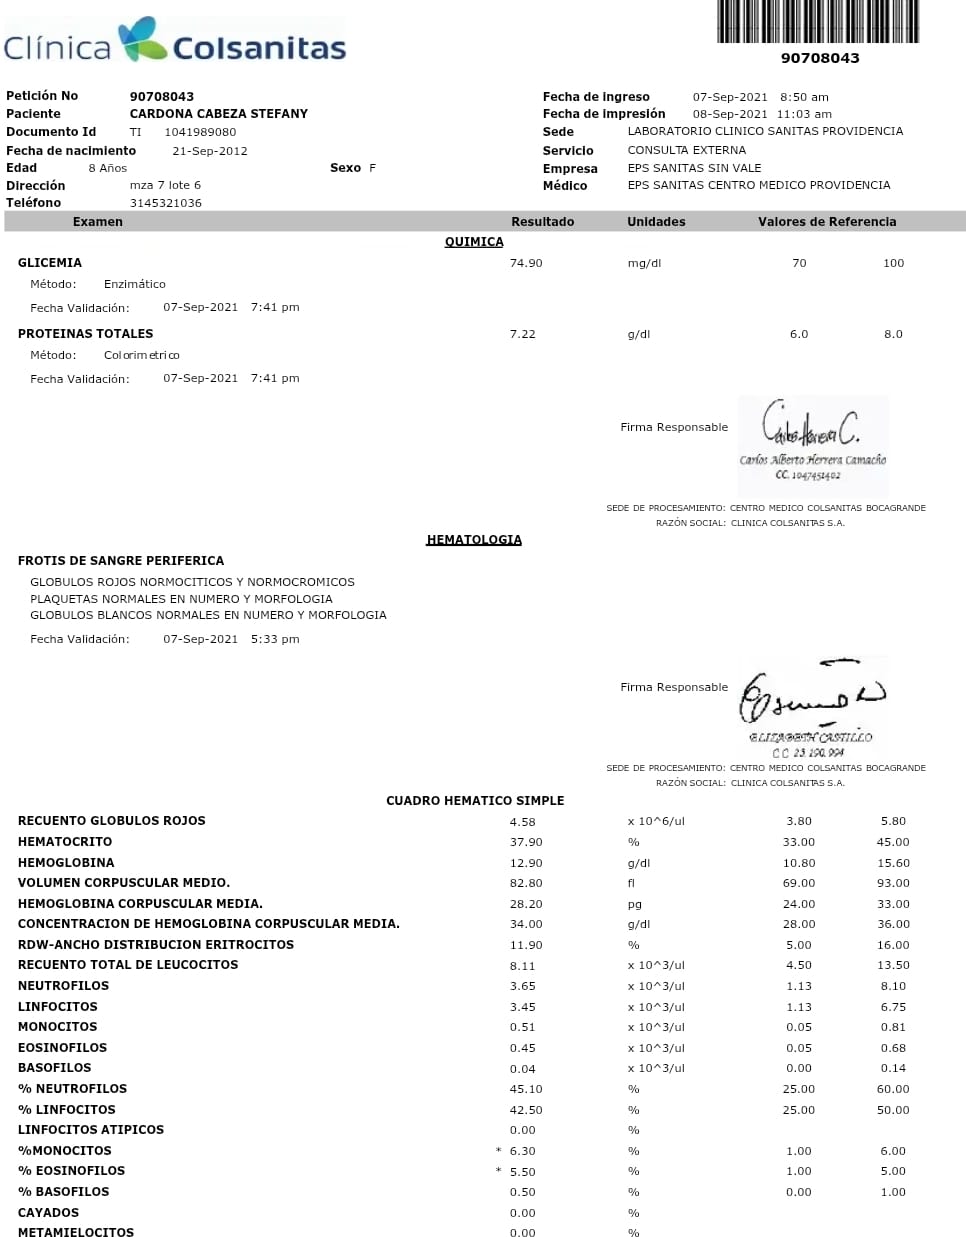 Clínica Colsanitas
90708043
Petición No 90708043
Paciente CARDONA CABEZA STEFANY
Documento Id TI 1041989080
Fecha de nacimiento 21-Sep-2012
Edad 8 Años Sexo F
Dirección mza 7 lote 6
Teléfono 3145321036
Fecha de ingreso 07-Sep-2021 8:50 am
Fecha de impresión 08-Sep-2021 11:03 am
Sede LABORATORIO CLINICO SANITAS PROVIDENCIA
Servicio CONSULTA EXTERNA
Empresa EPS SANITAS SIN VALE
Médico EPS SANITAS CENTRO MEDICO PROVIDENCIA
Examen Resultado Unidades Valores de Referencia
QUIMICA
GLICEMIA 74.90 mg/dl 70 100
Método: Enzimático
Fecha Validación: 07-Sep-2021 7:41 pm
PROTEINAS TOTALES 7.22 g/dl 6.0 8.0
Método: Colorimetrico
Fecha Validación: 07-Sep-2021 7:41 pm
Firma Responsable
Carlos Herrera C.
Carlos Alberto Herrera Camacho
CC. 1047451402
SEDE DE PROCESAMIENTO: CENTRO MEDICO COLSANITAS BOCAGRANDE
RAZÓN SOCIAL: CLINICA COLSANITAS S.A.
HEMATOLOGIA
FROTIS DE SANGRE PERIFERICA
GLOBULOS ROJOS NORMOCITICOS Y NORMOCROMICOS
PLAQUETAS NORMALES EN NUMERO Y MORFOLOGIA
GLOBULOS BLANCOS NORMALES EN NUMERO Y MORFOLOGIA
Fecha Validación: 07-Sep-2021 5:33 pm
Firma Responsable
ELIZABETH CASTILLO
C C 23.190.994
SEDE DE PROCESAMIENTO: CENTRO MEDICO COLSANITAS BOCAGRANDE
RAZÓN SOCIAL: CLINICA COLSANITAS S.A.
CUADRO HEMATICO SIMPLE
RECUENTO GLOBULOS ROJOS 4.58 x 10^6/ul 3.80 5.80
HEMATOCRITO 37.90 % 33.00 45.00
HEMOGLOBINA 12.90 g/dl 10.80 15.60
VOLUMEN CORPUSCULAR MEDIO. 82.80 fl 69.00 93.00
HEMOGLOBINA CORPUSCULAR MEDIA. 28.20 pg 24.00 33.00
CONCENTRACION DE HEMOGLOBINA CORPUSCULAR MEDIA. 34.00 g/dl 28.00 36.00
RDW-ANCHO DISTRIBUCION ERITROCITOS 11.90 % 5.00 16.00
RECUENTO TOTAL DE LEUCOCITOS 8.11 x 10^3/ul 4.50 13.50
NEUTROFILOS 3.65 x 10^3/ul 1.13 8.10
LINFOCITOS 3.45 x 10^3/ul 1.13 6.75
MONOCITOS 0.51 x 10^3/ul 0.05 0.81
EOSINOFILOS 0.45 x 10^3/ul 0.05 0.68
BASOFILOS 0.04 x 10^3/ul 0.00 0.14
% NEUTROFILOS 45.10 % 25.00 60.00
% LINFOCITOS 42.50 % 25.00 50.00
LINFOCITOS ATIPICOS 0.00 %
%MONOCITOS * 6.30 % 1.00 6.00
% EOSINOFILOS * 5.50 % 1.00 5.00
% BASOFILOS 0.50 % 0.00 1.00
CAYADOS 0.00 %
METAMIELOCITOS 0.00 %